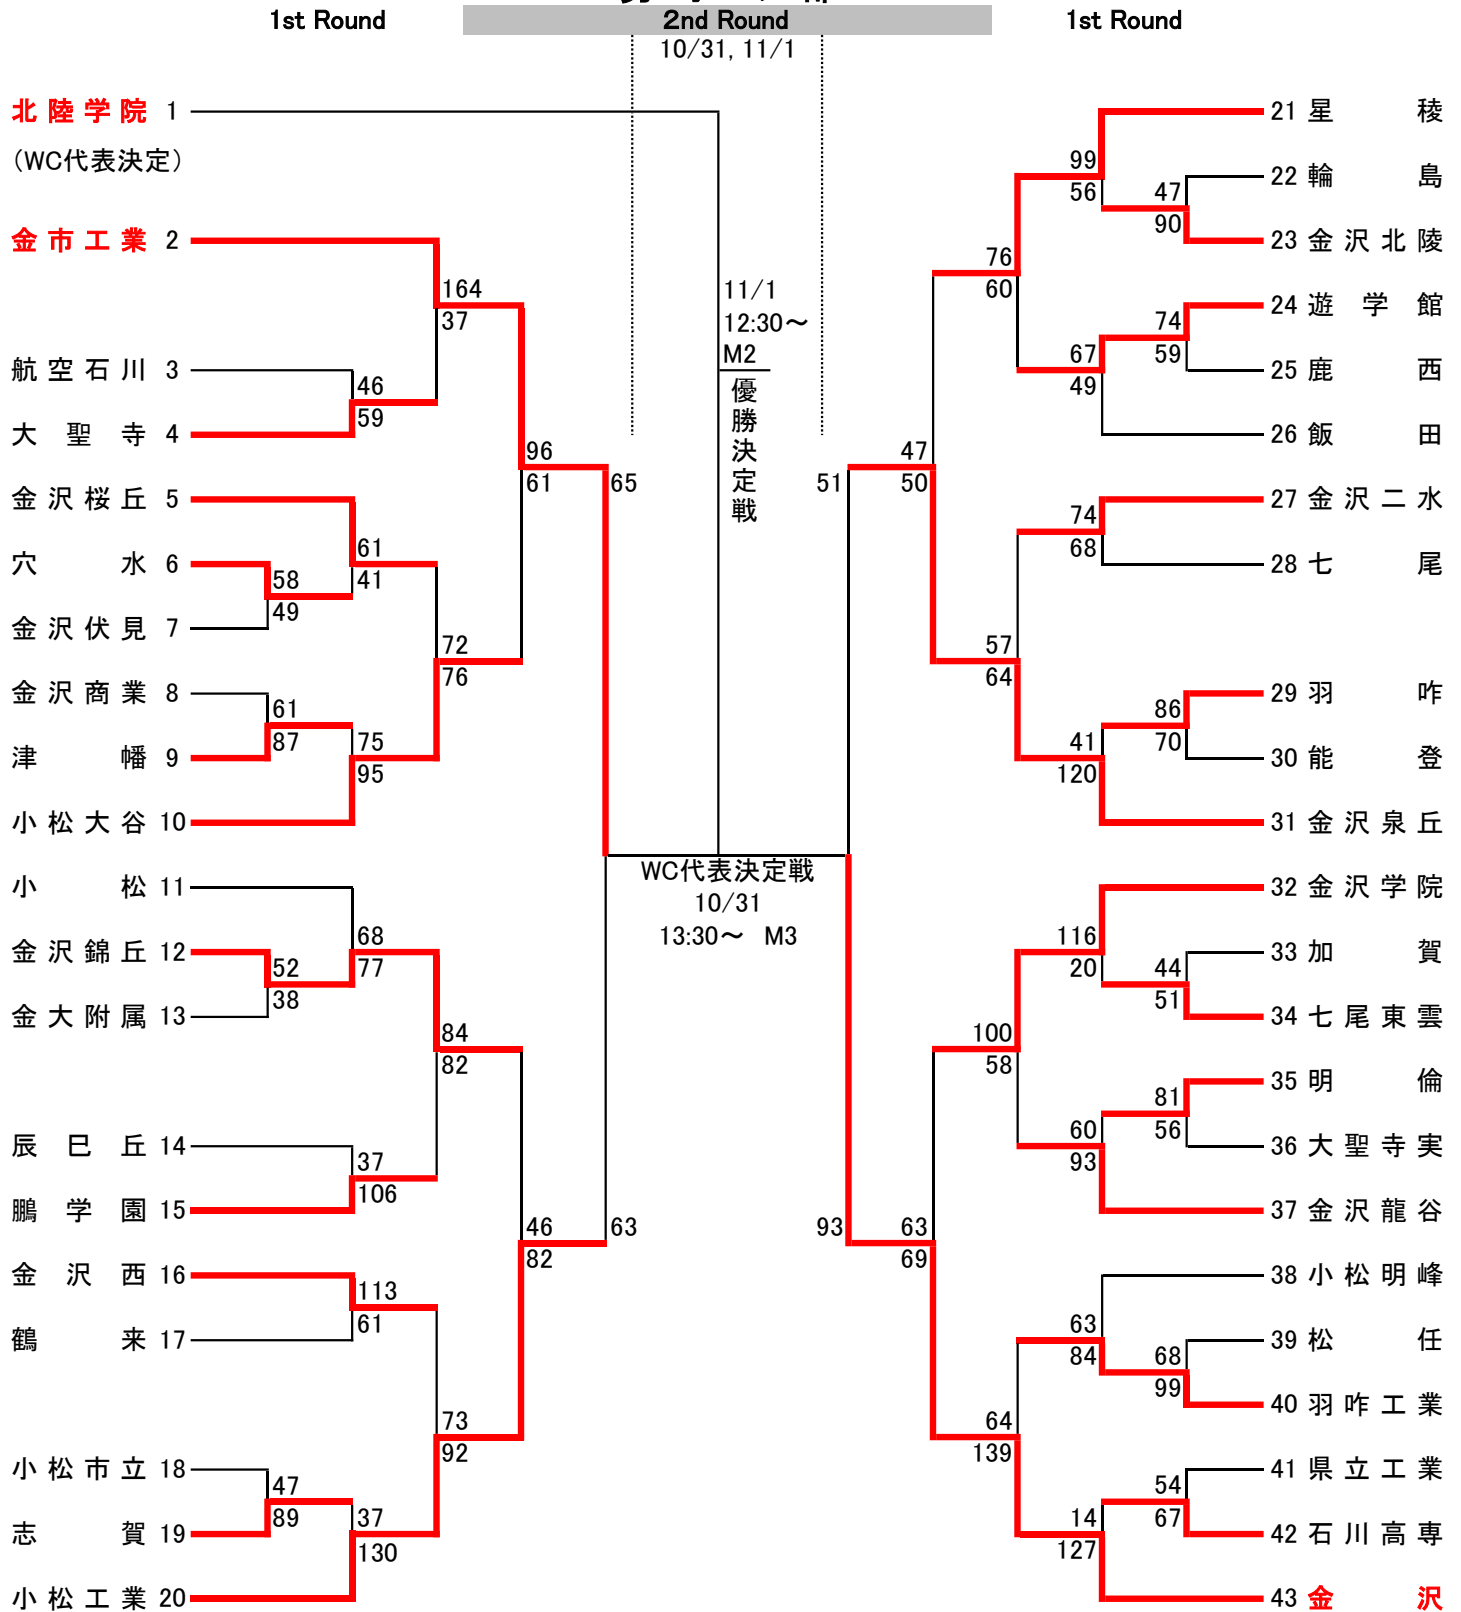 1st Round
2nd Round
1st Round
10/31, 11/1
北陸学院 1
(WC代表決定)
金市工業 2
164
37
航空石川 3
46
59
大聖寺 4
96
61
65
金沢桜丘 5
61
41
穴水 6
58
49
金沢伏見 7
72
76
金沢商業 8
61
87
津幡 9
75
95
小松大谷 10
小松 11
68
77
金沢錦丘 12
52
38
金大附属 13
84
82
辰巳丘 14
37
106
鵬学園 15
46
82
63
金沢西 16
113
61
鶴来 17
73
92
小松市立 18
47
89
志賀 19
37
130
小松工業 20
11/1
12:30～
M2
優勝決定戦
WC代表決定戦
10/31
13:30～ M3
21 星稜
99
56
22 輪島
47
90
23 金沢北陵
76
60
24 遊学館
74
59
25 鹿西
67
49
26 飯田
51
47
50
27 金沢二水
74
68
28 七尾
57
64
29 羽咋
86
70
30 能登
41
120
31 金沢泉丘
32 金沢学院
116
20
33 加賀
44
51
34 七尾東雲
100
58
35 明倫
81
56
36 大聖寺実
60
93
37 金沢龍谷
93
63
69
38 小松明峰
63
84
39 松任
68
99
40 羽咋工業
64
139
41 県立工業
54
67
42 石川高専
14
127
43 金沢